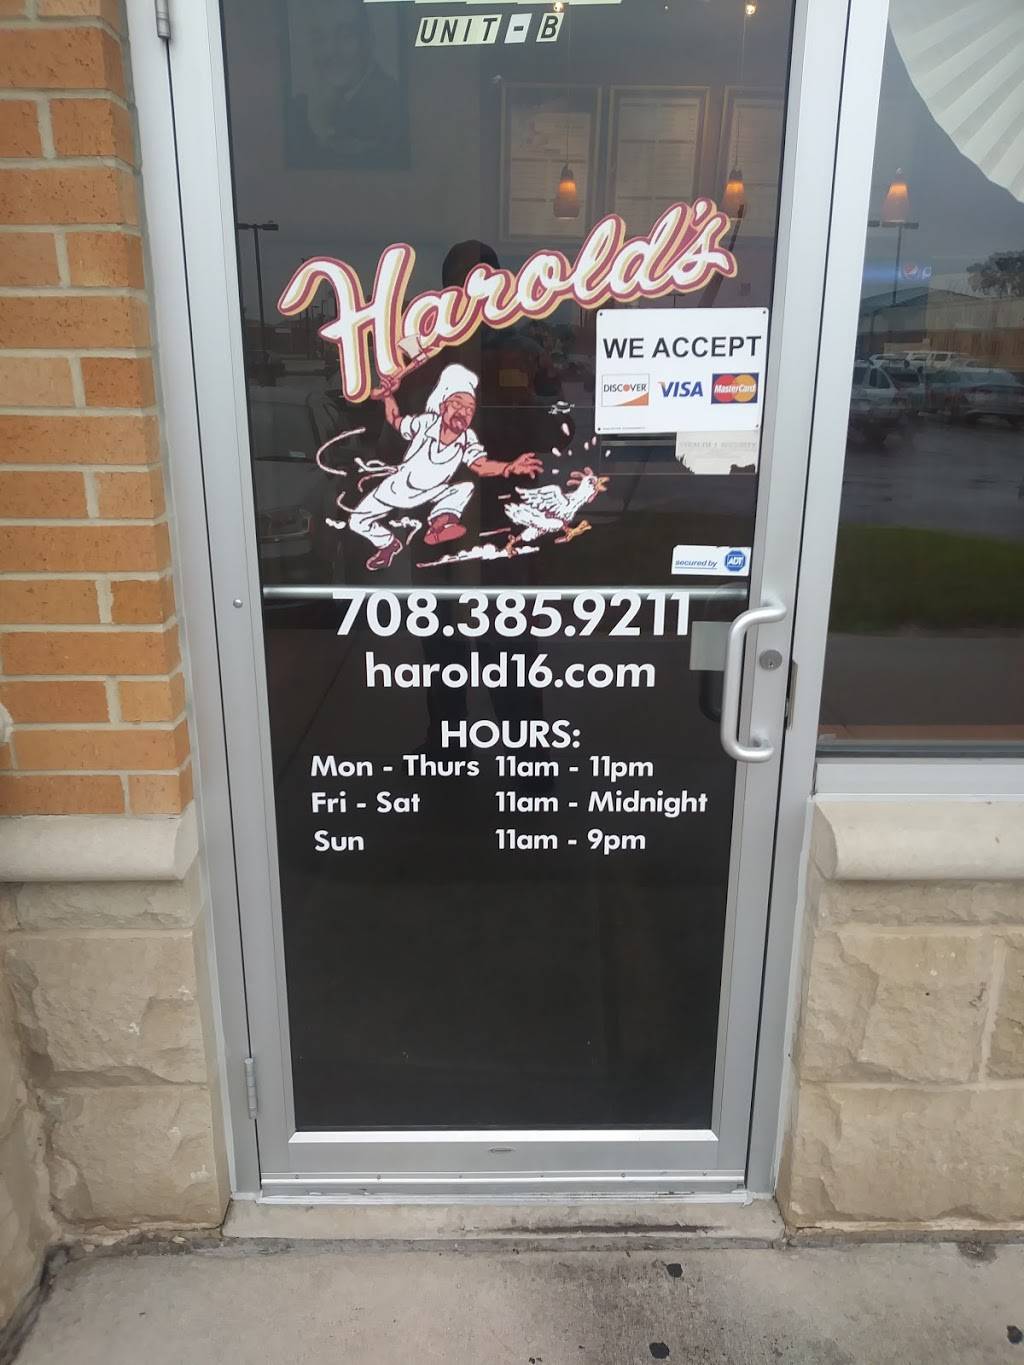 UNIT-B
Harold's
WE ACCEPT
DISCOVER VISA MasterCard
secured by ADT
708.385.9211
harold16.com
HOURS:
Mon - Thurs 11am - 11pm
Fri - Sat 11am - Midnight
Sun 11am - 9pm